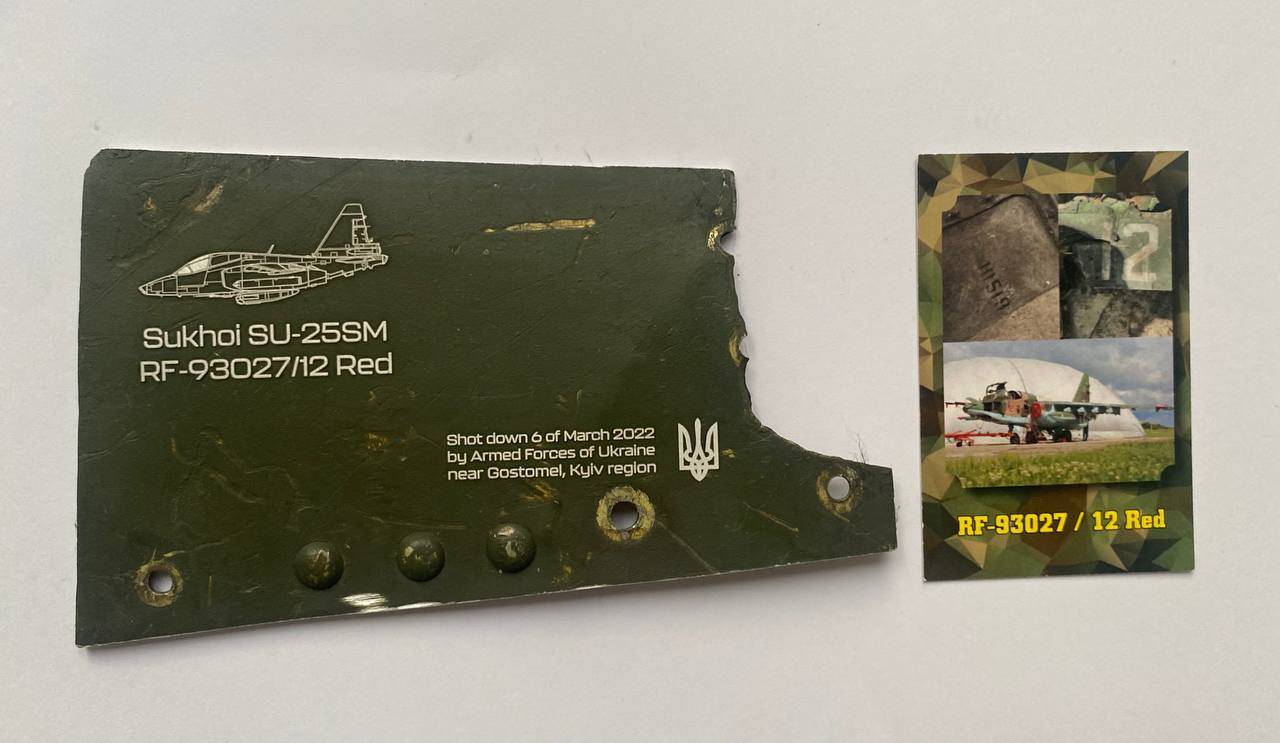 Sukhoi SU-25SM
RF-93027/12 Red
Shot down 6 of March 2022
by Armed Forces of Ukraine
near Gostomel, Kyiv region
12
RF-93027 / 12 Red